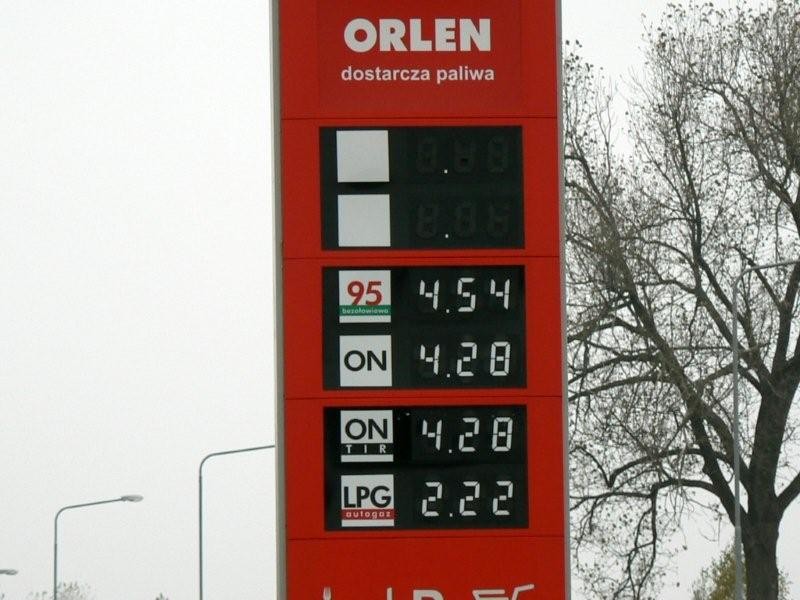 ORLEN
dostarcza paliwa
95 4.54
bezołowiowa
ON 4.28
ON 4.28
TIR
LPG 2.22
autogaz